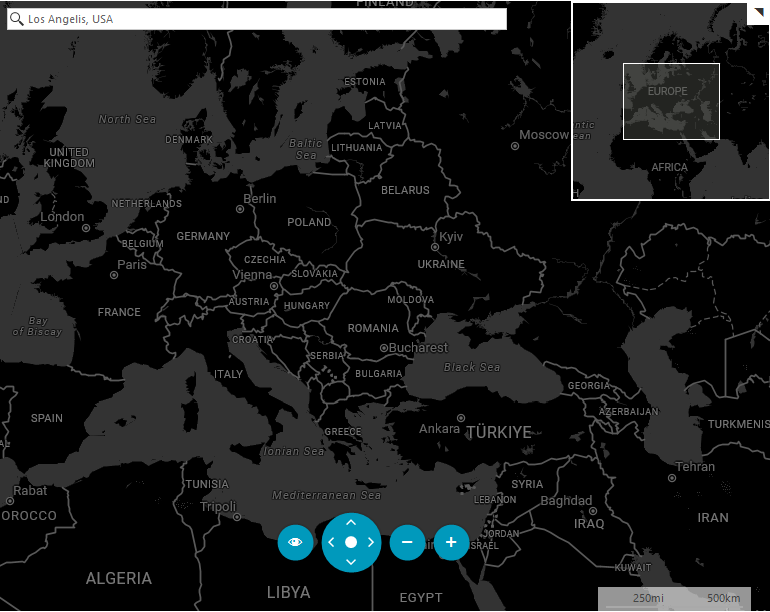 Los Angelis, USA
FINLAND
ESTONIA
North Sea
LATVIA
DENMARK
Moscow
Baltic
Sea
LITHUANIA
UNITED
KINGDOM
BELARUS
NETHERLANDS
Berlin
London
POLAND
GERMANY
BELGIUM
Kyiv
Paris
CZECHIA
UKRAINE
Vienna
SLOVAKIA
AUSTRIA
HUNGARY
MOLDOVA
FRANCE
Bay
of Biscay
ROMANIA
CROATIA
Bucharest
SERBIA
Black Sea
ITALY
BULGARIA
GEORGIA
SPAIN
AZERBAIJAN
Ankara
TÜRKIYE
TURKMENIS
GREECE
Ionian Sea
Tehran
TUNISIA
SYRIA
Rabat
Mediterranean Sea
LEBANON
Baghdad
Tripoli
OROCCO
IRAQ
IRAN
JORDAN
ISRAEL
KUWAIT
ALGERIA
LIBYA
EGYPT
EUROPE
ntic
ean
AFRICA
250mi
500km